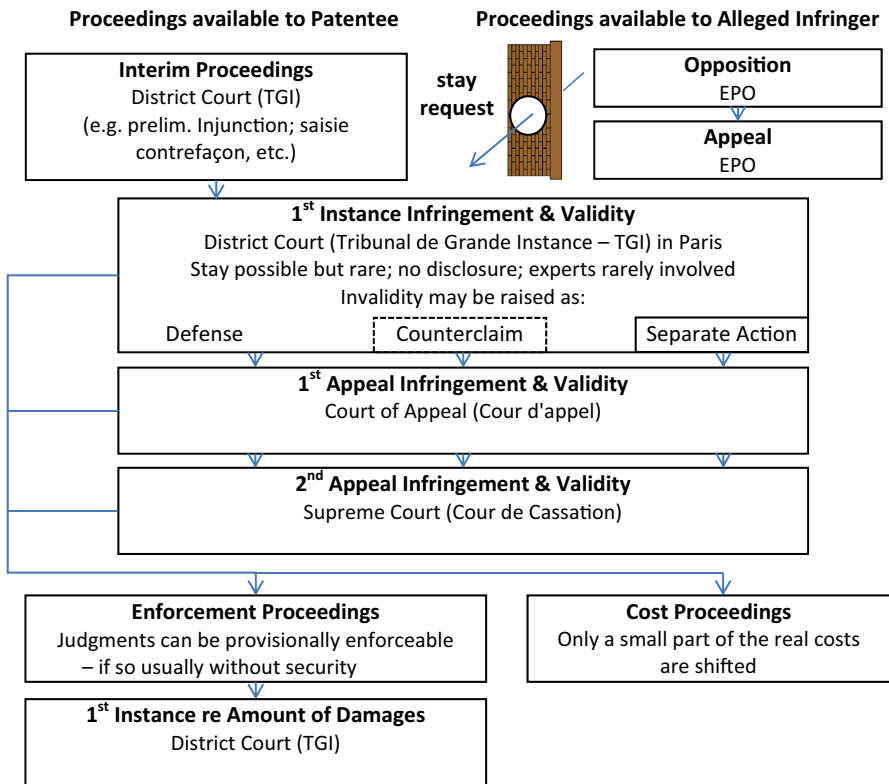 Proceedings available to Patentee
Proceedings available to Alleged Infringer
Interim Proceedings
District Court (TGI)
(e.g. prelim. Injunction; saisie
contrefaçon, etc.)
stay
request
Opposition
EPO
Appeal
EPO
1st Instance Infringement & Validity
District Court (Tribunal de Grande Instance – TGI) in Paris
Stay possible but rare; no disclosure; experts rarely involved
Invalidity may be raised as:
Defense
Counterclaim
Separate Action
1st Appeal Infringement & Validity
Court of Appeal (Cour d'appel)
2nd Appeal Infringement & Validity
Supreme Court (Cour de Cassation)
Enforcement Proceedings
Judgments can be provisionally enforceable
– if so usually without security
Cost Proceedings
Only a small part of the real costs
are shifted
1st Instance re Amount of Damages
District Court (TGI)